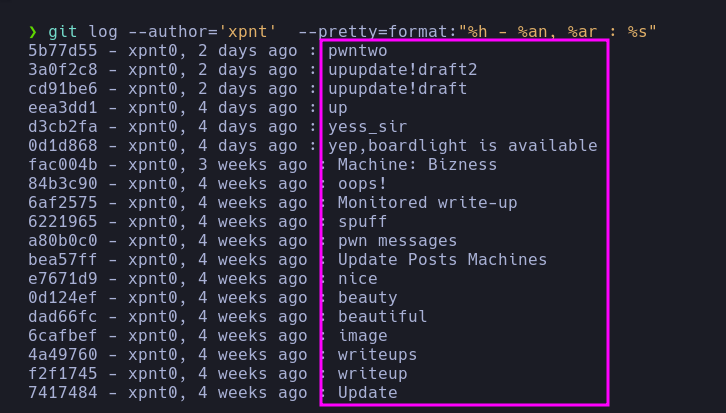 ❯ git log --author='xpnt'  --pretty=format:"%h - %an, %ar : %s"
5b77d55 - xpnt0, 2 days ago : pwntwo
3a0f2c8 - xpnt0, 2 days ago : upupdate!draft2
cd91be6 - xpnt0, 2 days ago : upupdate!draft
eea3dd1 - xpnt0, 4 days ago : up
d3cb2fa - xpnt0, 4 days ago : yess_sir
0d1d868 - xpnt0, 4 days ago : yep,boardlight is available
fac004b - xpnt0, 3 weeks ago : Machine: Bizness
84b3c90 - xpnt0, 4 weeks ago : oops!
6af2575 - xpnt0, 4 weeks ago : Monitored write-up
6221965 - xpnt0, 4 weeks ago : spuff
a80b0c0 - xpnt0, 4 weeks ago : pwn messages
bea57ff - xpnt0, 4 weeks ago : Update Posts Machines
e7671d9 - xpnt0, 4 weeks ago : nice
0d124ef - xpnt0, 4 weeks ago : beauty
dad66fc - xpnt0, 4 weeks ago : beautiful
6cafbef - xpnt0, 4 weeks ago : image
4a49760 - xpnt0, 4 weeks ago : writeups
f2f1745 - xpnt0, 4 weeks ago : writeup
7417484 - xpnt0, 4 weeks ago : Update